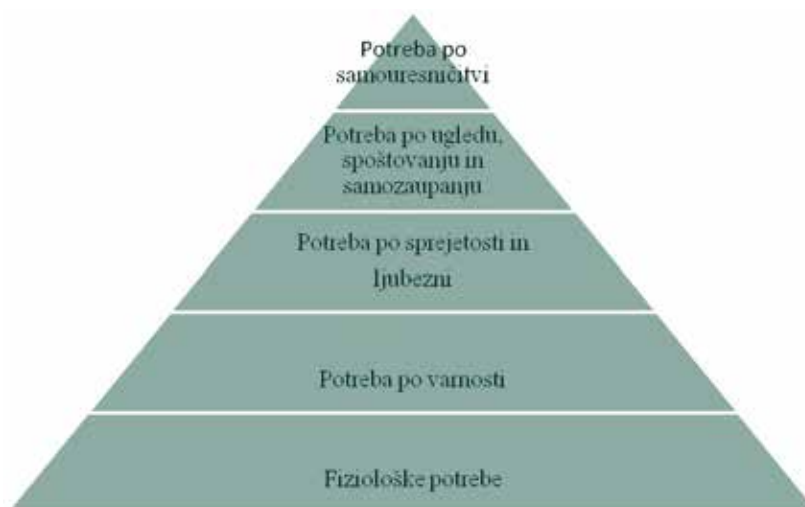 Potreba po
samouresničitvi
Potreba po ugledu,
spoštovanju in
samozaupanju
Potreba po sprejetosti in
ljubezni
Potreba po varnosti
Fiziološke potrebe